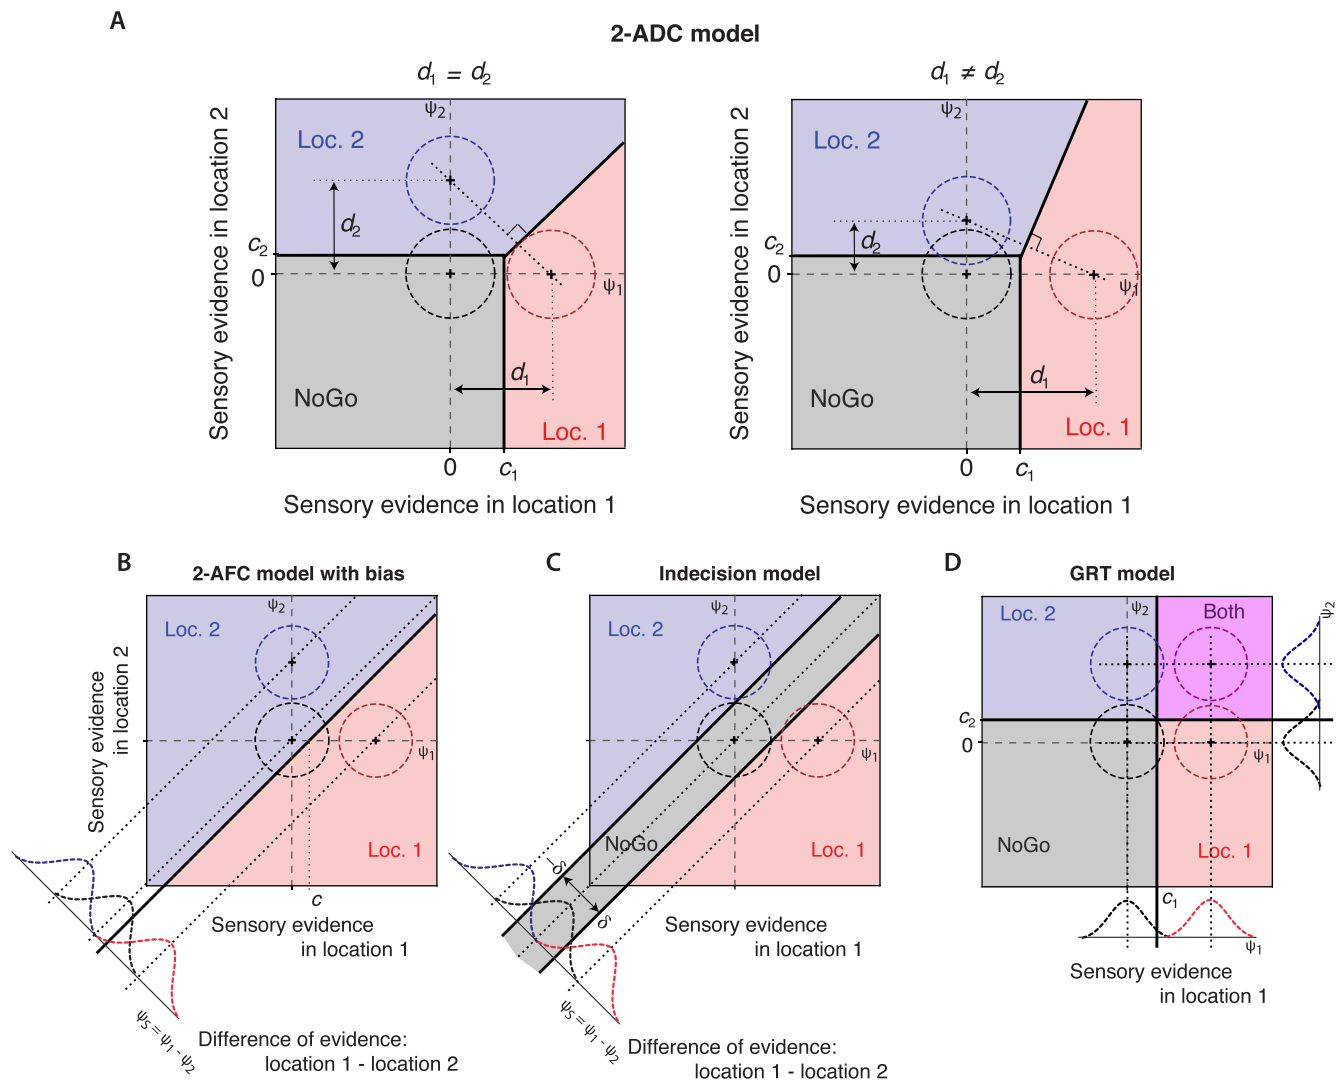 A
2-ADC model
d₁ = d₂
d₁ ≠ d₂
Sensory evidence in location 2
ψ₂
Loc. 2
d₂
c₂
0
ψ₁
d₁
NoGo
Loc. 1
0
c₁
Sensory evidence in location 1
Sensory evidence in location 2
ψ₂
Loc. 2
d₂
c₂
0
ψ₁
d₁
NoGo
Loc. 1
0
c₁
Sensory evidence in location 1
B
2-AFC model with bias
Sensory evidence
in location 2
ψ₂
Loc. 2
ψ₁
Loc. 1
c
Sensory evidence
in location 1
ψS = ψ₁ - ψ₂
Difference of evidence:
location 1 - location 2
C
Indecision model
ψ₂
Loc. 2
ψ₁
NoGo
Loc. 1
-δ
δ
Sensory evidence
in location 1
ψS = ψ₁ - ψ₂
Difference of evidence:
location 1 - location 2
D
GRT model
Loc. 2
ψ₂
Both
ψ₂
c₂
0
ψ₁
NoGo
Loc. 1
c₁
ψ₁
Sensory evidence
in location 1